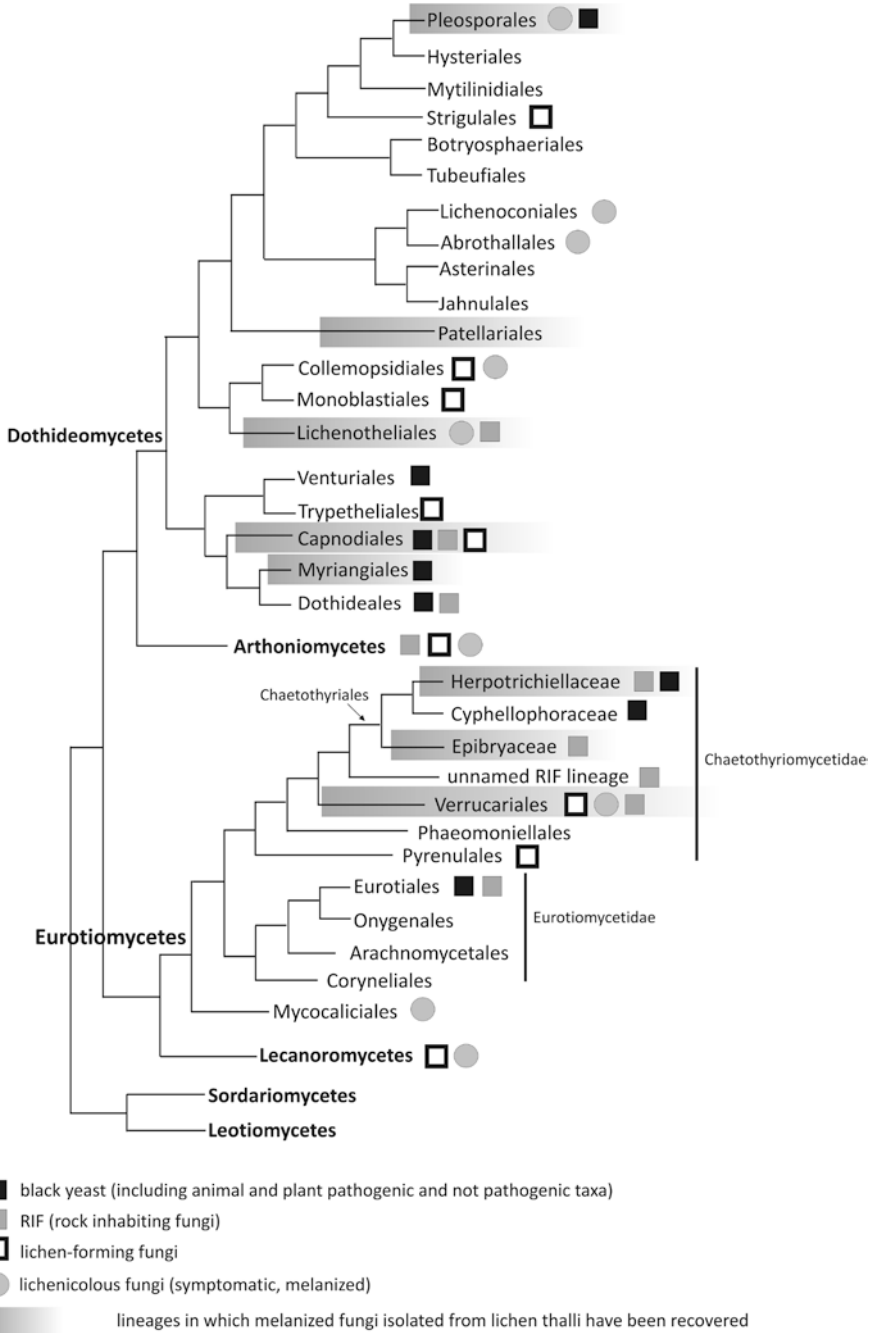 Pleosporales
Hysteriales
Mytilinidiales
Strigulales
Botryosphaeriales
Tubeufiales
Lichenoconiales
Abrothallales
Asterinales
Jahnulales
Patellariales
Collemopsidiales
Monoblastiales
Dothideomycetes
Lichenotheliales
Venturiales
Trypetheliales
Capnodiales
Myriangiales
Dothideales
Arthoniomycetes
Herpotrichiellaceae
Chaetothyriales
Cyphellophoraceae
Epibryaceae
Chaetothyriomycetidae
unnamed RIF lineage
Verrucariales
Phaeomoniellales
Pyrenulales
Eurotiales
Onygenales
Eurotiomycetidae
Eurotiomycetes
Arachnomycetales
Coryneliales
Mycocaliciales
Lecanoromycetes
Sordariomycetes
Leotiomycetes
black yeast (including animal and plant pathogenic and not pathogenic taxa)
RIF (rock inhabiting fungi)
lichen-forming fungi
lichenicolous fungi (symptomatic, melanized)
lineages in which melanized fungi isolated from lichen thalli have been recovered